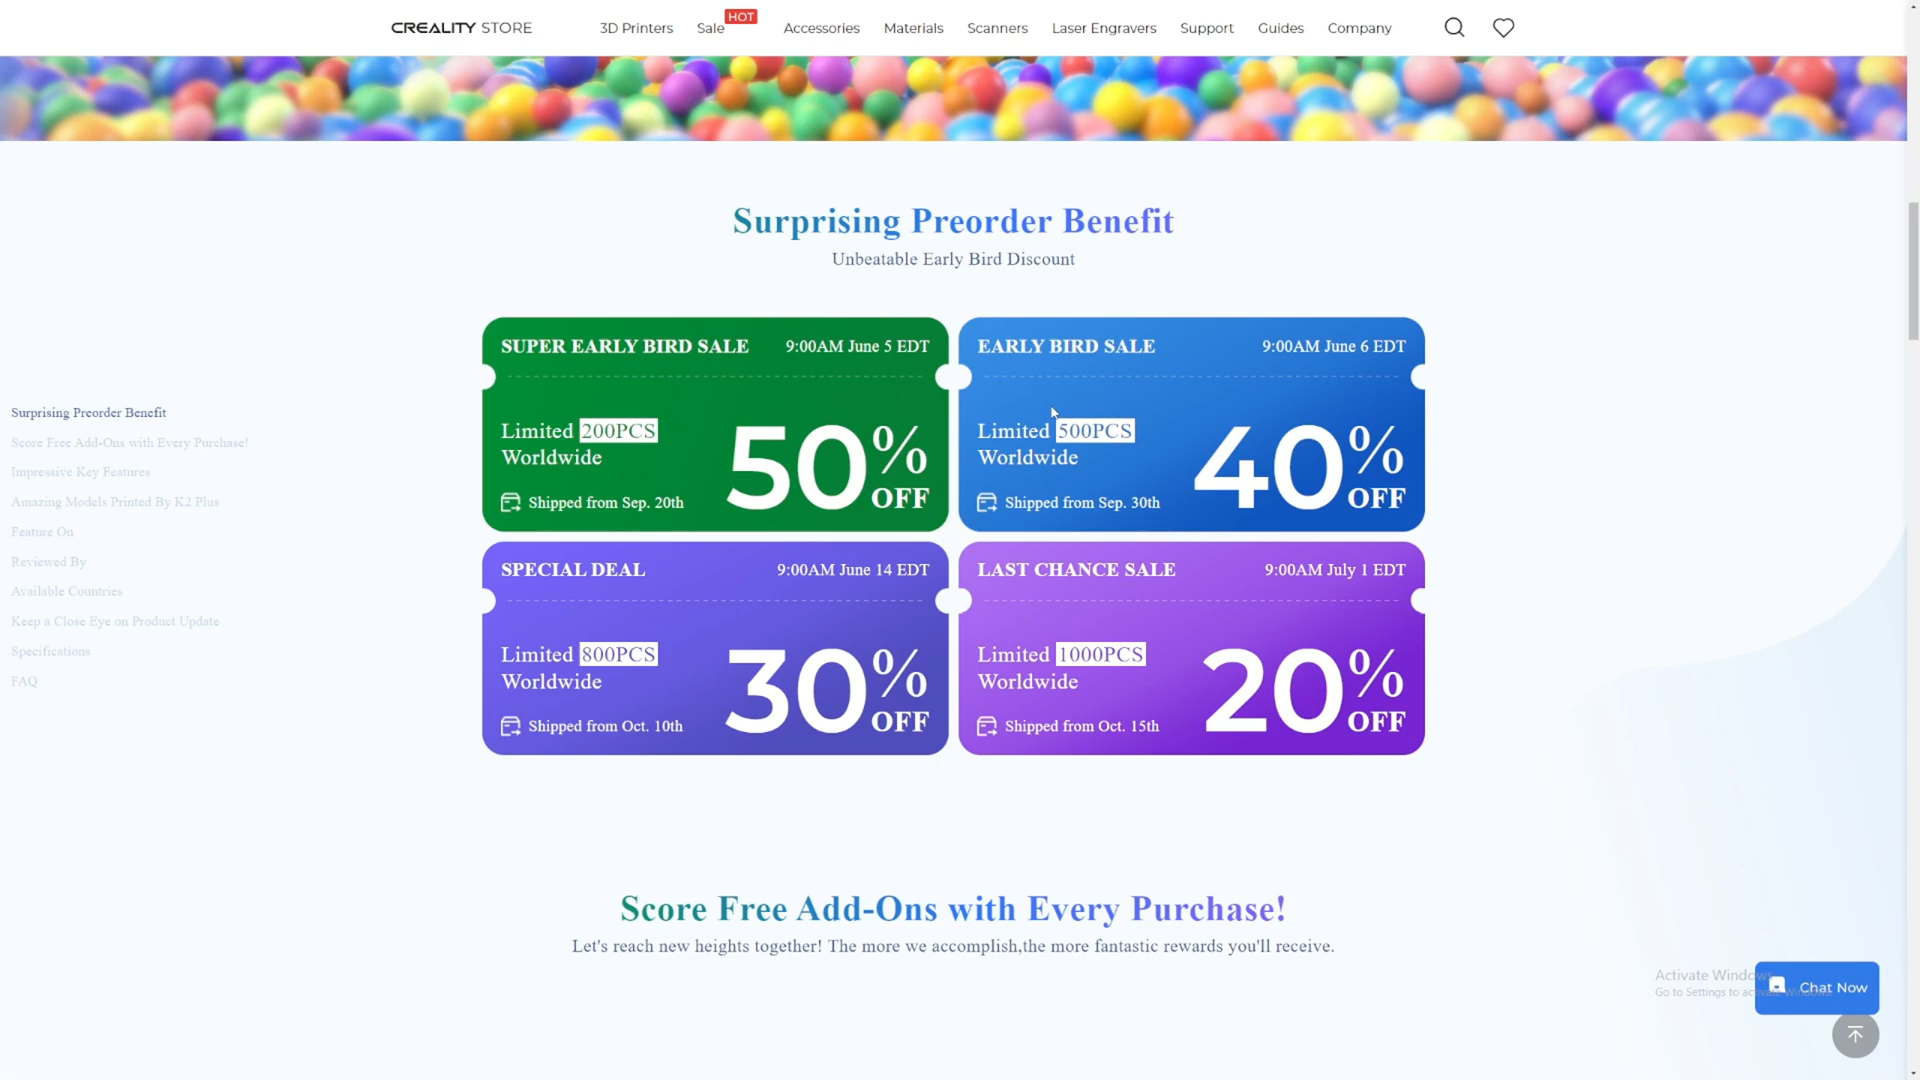 CREALITY STORE
3D Printers
Sale
HOT
Accessories
Materials
Scanners
Laser Engravers
Support
Guides
Company
Surprising Preorder Benefit
Unbeatable Early Bird Discount
SUPER EARLY BIRD SALE 9:00AM June 5 EDT
Limited 200PCS
Worldwide
Shipped from Sep. 20th
50% OFF
EARLY BIRD SALE 9:00AM June 6 EDT
Limited 500PCS
Worldwide
Shipped from Sep. 30th
40% OFF
SPECIAL DEAL 9:00AM June 14 EDT
Limited 800PCS
Worldwide
Shipped from Oct. 10th
30% OFF
LAST CHANCE SALE 9:00AM July 1 EDT
Limited 1000PCS
Worldwide
Shipped from Oct. 15th
20% OFF
Surprising Preorder Benefit
Score Free Add-Ons with Every Purchase!
Impressive Key Features
Amazing Models Printed By K2 Plus
Feature On
Reviewed By
Available Countries
Keep a Close Eye on Product Update
Specifications
FAQ
Score Free Add-Ons with Every Purchase!
Let's reach new heights together! The more we accomplish,the more fantastic rewards you'll receive.
Activate Windows
Go to Settings to activate Windows.
Chat Now